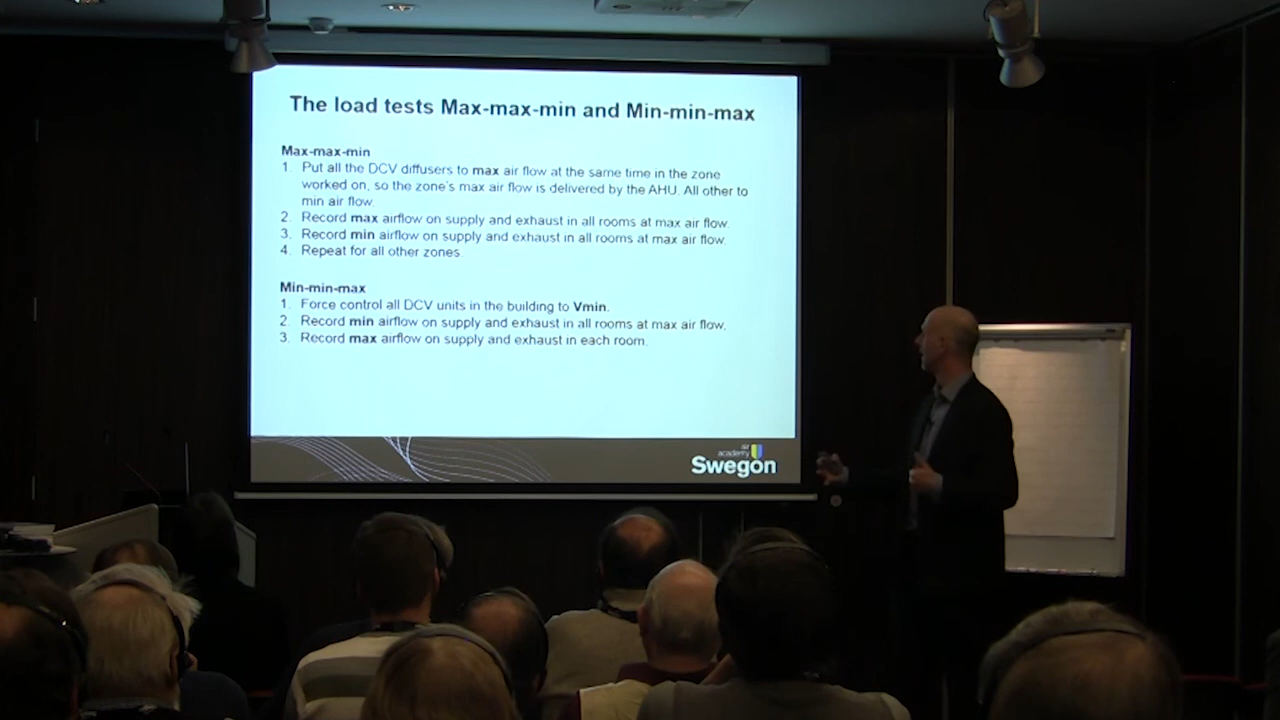 The load tests Max-max-min and Min-min-max
Max-max-min
1. Put all the DCV diffusers to max air flow at the same time in the zone
worked on, so the zone's max air flow is delivered by the AHU. All other to
min air flow.
2. Record max airflow on supply and exhaust in all rooms at max air flow.
3. Record min airflow on supply and exhaust in all rooms at max air flow.
4. Repeat for all other zones.
Min-min-max
1. Force control all DCV units in the building to Vmin.
2. Record min airflow on supply and exhaust in all rooms at max air flow.
3. Record max airflow on supply and exhaust in each room.
air
academy
Swegon